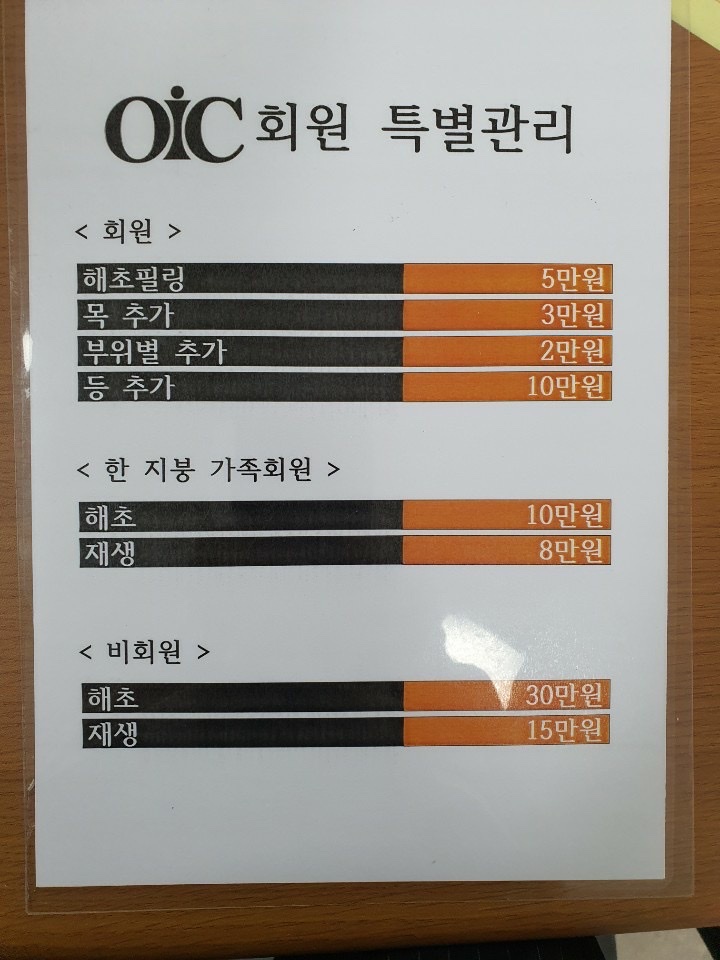 OiC 회원 특별관리
< 회원 >
해초필링 5만원
목 추가 3만원
부위별 추가 2만원
등 추가 10만원
< 한 지붕 가족회원 >
해초 10만원
재생 8만원
< 비회원 >
해초 30만원
재생 15만원